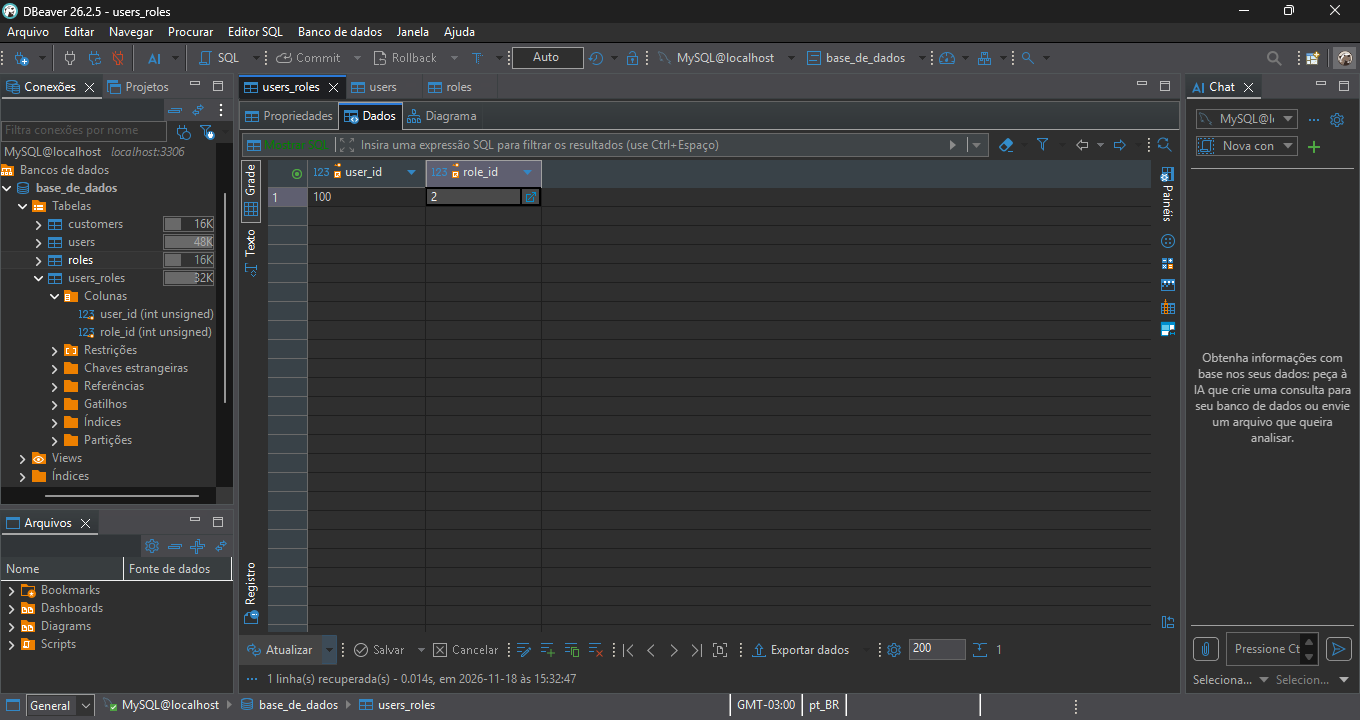 DBeaver 26.2.5 - users_roles
Arquivo Editar Navegar Procurar Editor SQL Banco de dados Janela Ajuda
AI SQL Commit Rollback T Auto MySQL@localhost base_de_dados
Conexões Projetos
Filtra conexões por nome
MySQL@localhost localhost:3306
Bancos de dados
base_de_dados
Tabelas
customers 16K
users 48K
roles 16K
users_roles 32K
Colunas
user_id (int unsigned)
role_id (int unsigned)
Restrições
Chaves estrangeiras
Referências
Gatilhos
Índices
Partições
Views
Índices
Arquivos
Nome Fonte de dados
Bookmarks
Dashboards
Diagrams
Scripts
users_roles users roles
Propriedades Dados Diagrama
Mostrar SQL Insira uma expressão SQL para filtrar os resultados (use Ctrl+Espaço)
Grade
Texto
Registro
123 user_id 123 role_id
1 100 2
Painéis
Atualizar Salvar Cancelar Exportar dados 200 1
1 linha(s) recuperada(s) - 0.014s, em 2026-11-18 às 15:32:47
AI Chat
MySQL@l
Nova con
Obtenha informações com
base nos seus dados: peça à
IA que crie uma consulta para
seu banco de dados ou envie
um arquivo que queira
analisar.
Pressione Ct
Seleciona... Selecion...
General MySQL@localhost base_de_dados users_roles GMT-03:00 pt_BR